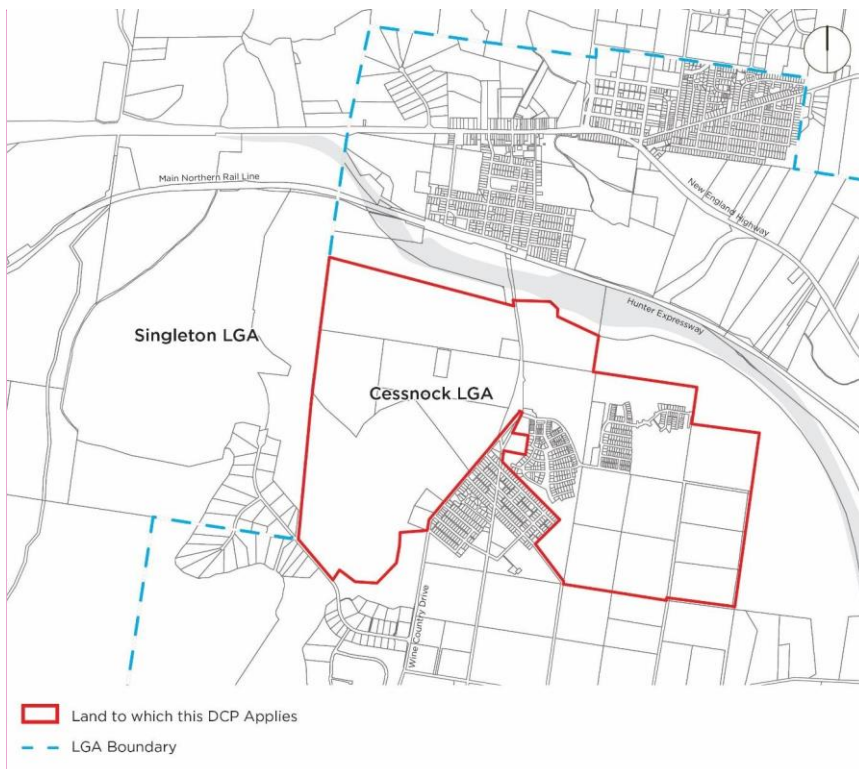 Main Northern Rail Line
New England Highway
Hunter Expressway
Singleton LGA
Cessnock LGA
Wine Country Drive
Land to which this DCP Applies
LGA Boundary